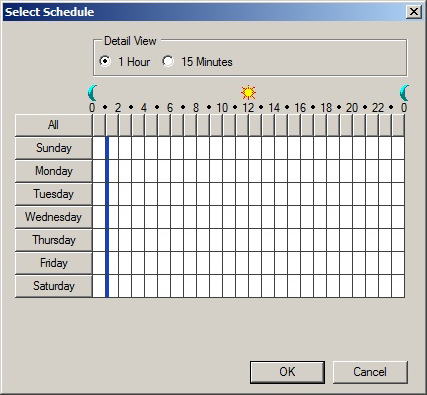 Select Schedule
Detail View
1 Hour
15 Minutes
0 • 2 • 4 • 6 • 8 • 10 • 12 • 14 • 16 • 18 • 20 • 22 • 0
All
Sunday
Monday
Tuesday
Wednesday
Thursday
Friday
Saturday
OK
Cancel